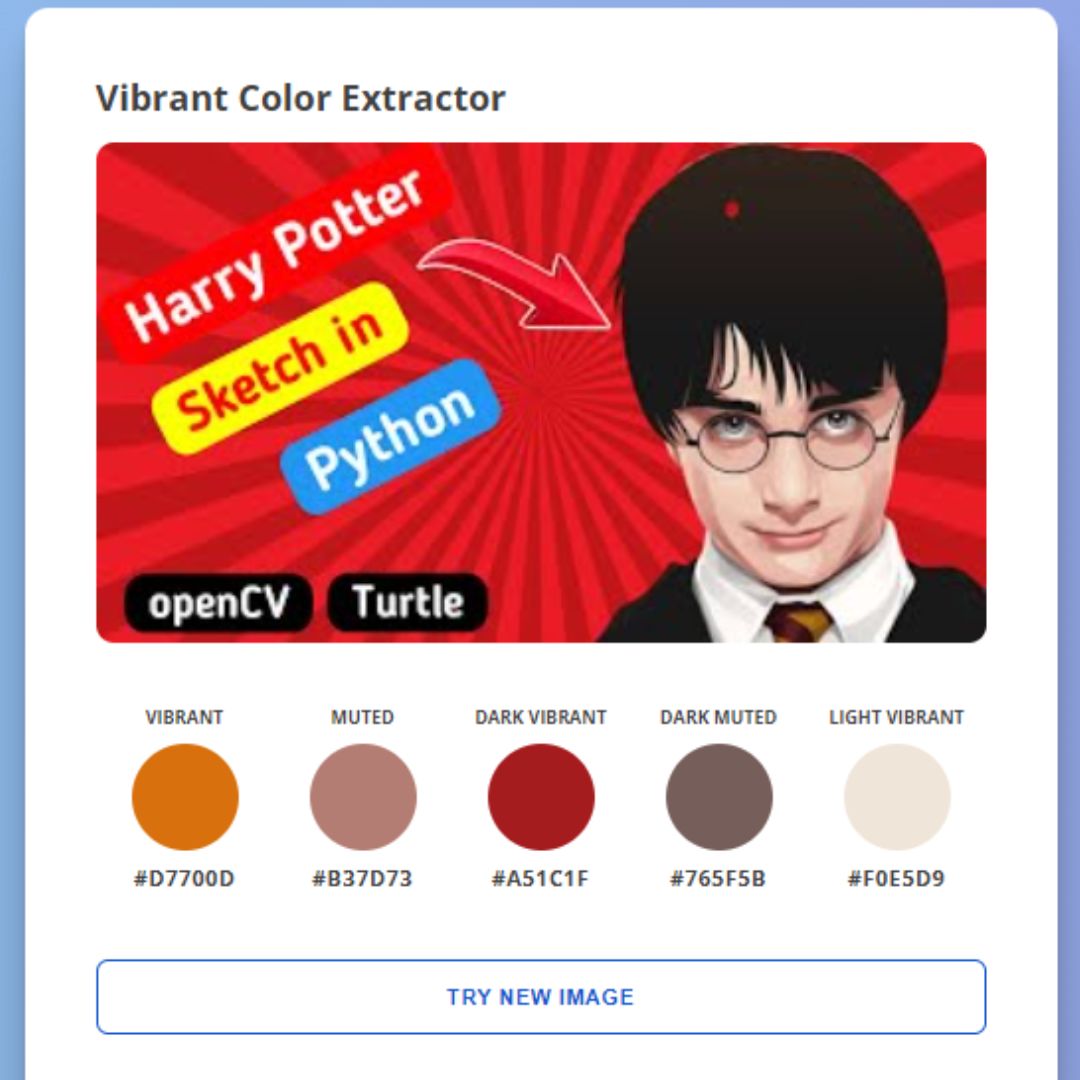 Vibrant Color Extractor
Harry Potter
Sketch in
Python
openCV Turtle
VIBRANT MUTED DARK VIBRANT DARK MUTED LIGHT VIBRANT
#D7700D #B37D73 #A51C1F #765F5B #F0E5D9
TRY NEW IMAGE